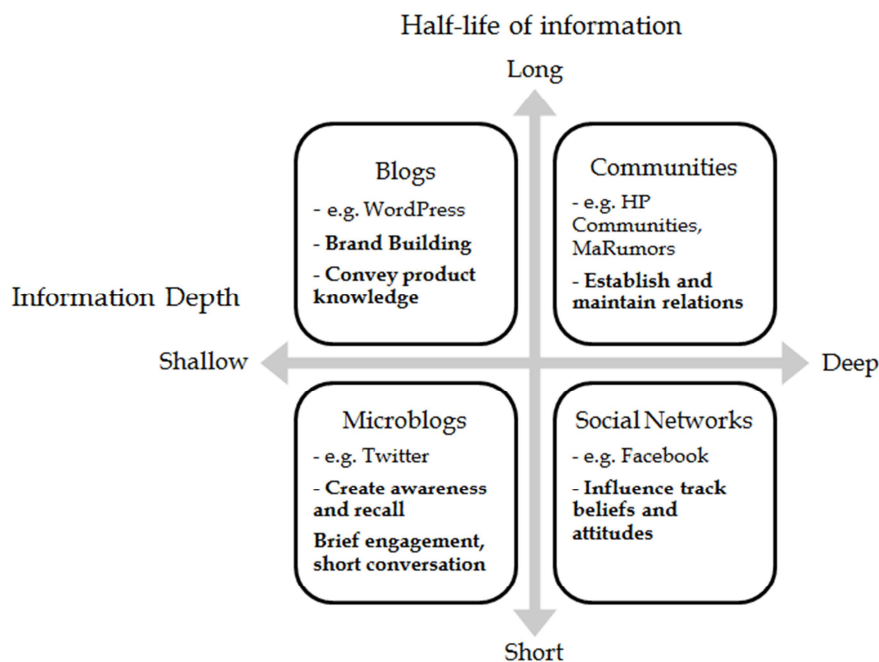 Half-life of information
Long
Blogs
- e.g. WordPress
- Brand Building
- Convey product
knowledge
Communities
- e.g. HP
Communities,
MaRumors
- Establish and
maintain relations
Information Depth
Shallow
Deep
Microblogs
- e.g. Twitter
- Create awareness
and recall
Brief engagement,
short conversation
Social Networks
- e.g. Facebook
- Influence track
beliefs and
attitudes
Short